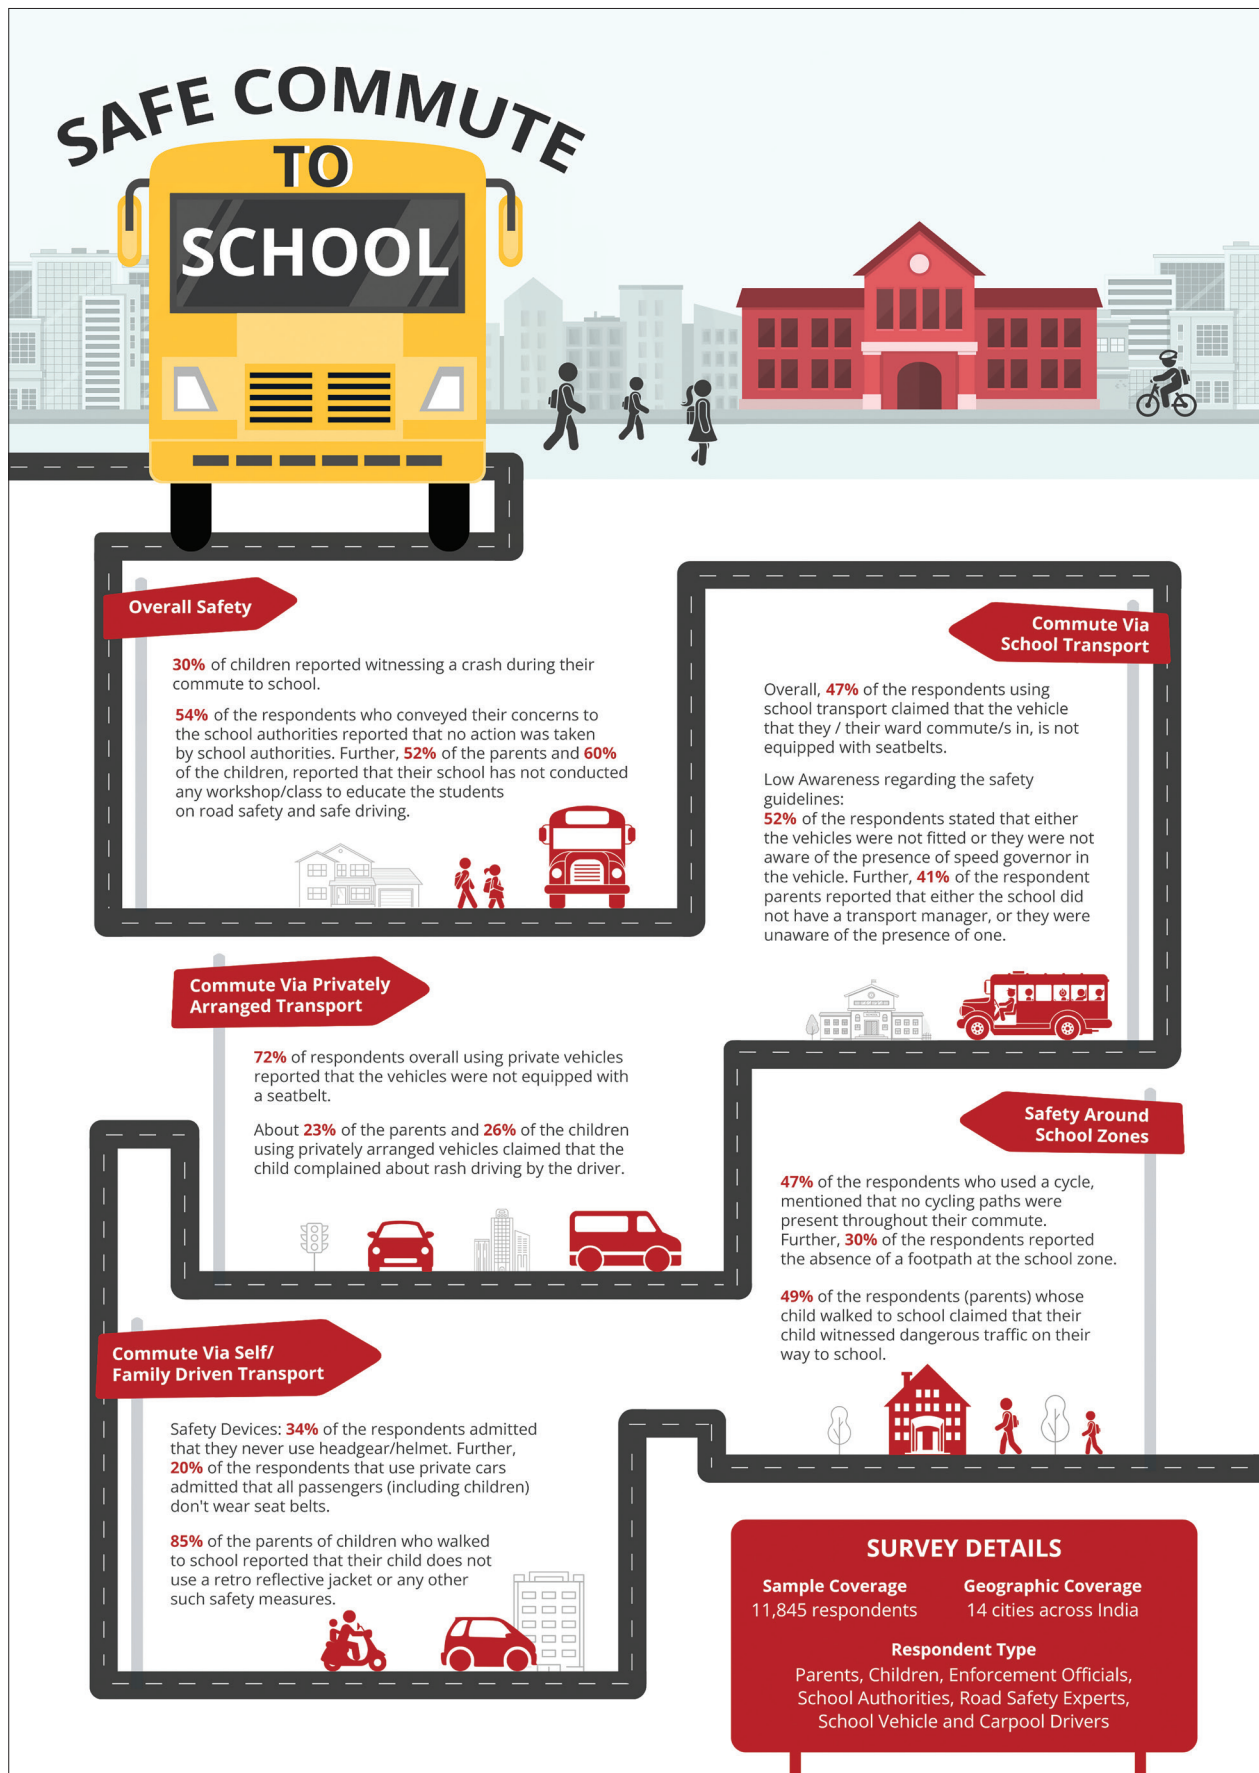 SAFE COMMUTE
TO
SCHOOL
Overall Safety
30% of children reported witnessing a crash during their
commute to school.
54% of the respondents who conveyed their concerns to
the school authorities reported that no action was taken
by school authorities. Further, 52% of the parents and 60%
of the children, reported that their school has not conducted
any workshop/class to educate the students
on road safety and safe driving.
Commute Via
School Transport
Overall, 47% of the respondents using
school transport claimed that the vehicle
that they / their ward commute/s in, is not
equipped with seatbelts.
Low Awareness regarding the safety
guidelines:
52% of the respondents stated that either
the vehicles were not fitted or they were not
aware of the presence of speed governor in
the vehicle. Further, 41% of the respondent
parents reported that either the school did
not have a transport manager, or they were
unaware of the presence of one.
Commute Via Privately
Arranged Transport
72% of respondents overall using private vehicles
reported that the vehicles were not equipped with
a seatbelt.
About 23% of the parents and 26% of the children
using privately arranged vehicles claimed that the
child complained about rash driving by the driver.
Safety Around
School Zones
47% of the respondents who used a cycle,
mentioned that no cycling paths were
present throughout their commute.
Further, 30% of the respondents reported
the absence of a footpath at the school zone.
49% of the respondents (parents) whose
child walked to school claimed that their
child witnessed dangerous traffic on their
way to school.
Commute Via Self/
Family Driven Transport
Safety Devices: 34% of the respondents admitted
that they never use headgear/helmet. Further,
20% of the respondents that use private cars
admitted that all passengers (including children)
don't wear seat belts.
85% of the parents of children who walked
to school reported that their child does not
use a retro reflective jacket or any other
such safety measures.
SURVEY DETAILS
Sample Coverage
11,845 respondents
Geographic Coverage
14 cities across India
Respondent Type
Parents, Children, Enforcement Officials,
School Authorities, Road Safety Experts,
School Vehicle and Carpool Drivers